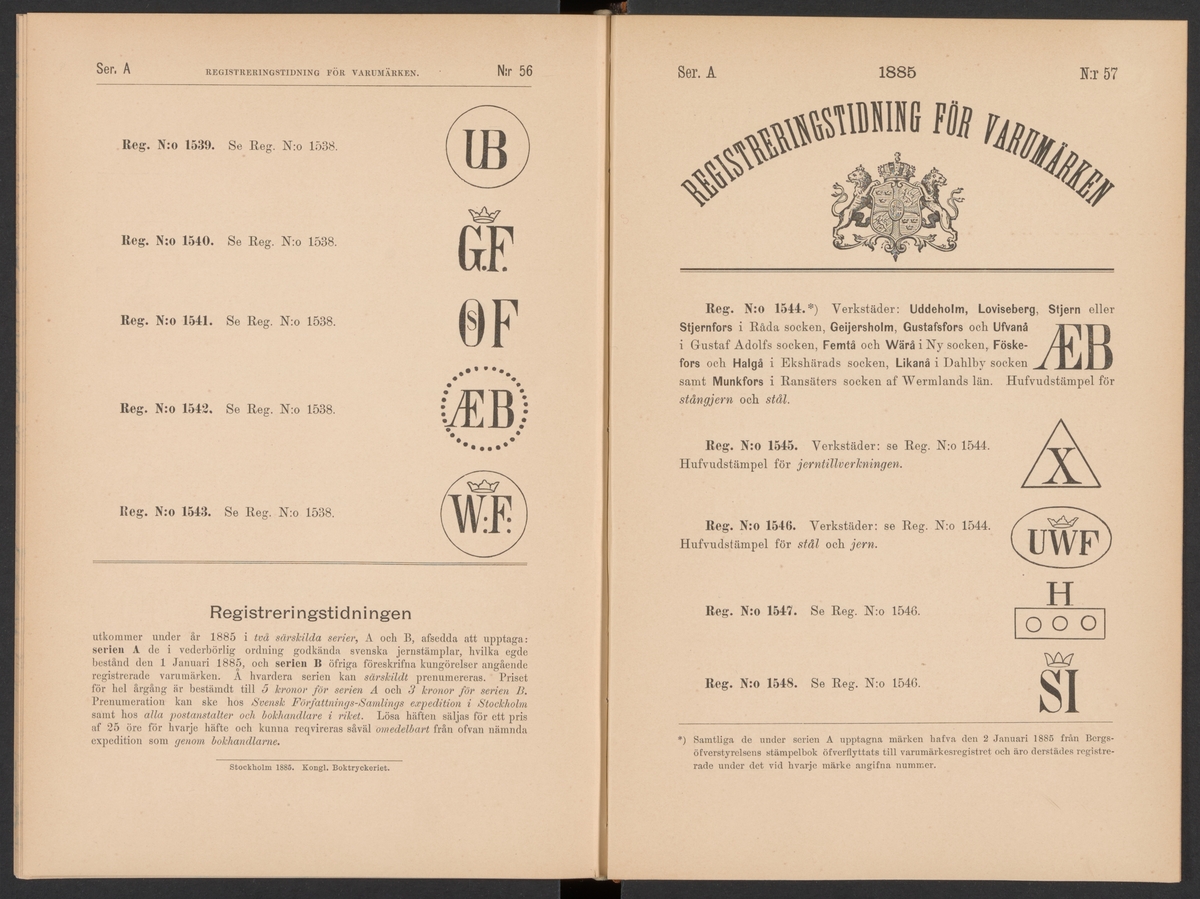 Ser. A REGISTRERINGSTIDNING FÖR VARUMÄRKEN. N:r 56
Reg. N:o 1539. Se Reg. N:o 1538. UB
Reg. N:o 1540. Se Reg. N:o 1538. G.F.
Reg. N:o 1541. Se Reg. N:o 1538. OSF
Reg. N:o 1542. Se Reg. N:o 1538. ÆB
Reg. N:o 1543. Se Reg. N:o 1538. W:F:
Registreringstidningen
utkommer under år 1885 i två särskilda serier, A och B, afsedda att upptaga:
serien A de i vederbörlig ordning godkända svenska jernstämplar, hvilka egde
bestånd den 1 Januari 1885, och serien B öfriga föreskrifna kungörelser angående
registrerade varumärken. Å hvardera serien kan särskildt prenumereras. Priset
för hel årgång är bestämdt till 5 kronor för serien A och 3 kronor för serien B.
Prenumeration kan ske hos Svensk Författnings-Samlings expedition i Stockholm
samt hos alla postanstalter och bokhandlare i riket. Lösa häften säljas för ett pris
af 25 öre för hvarje häfte och kunna reqvireras såväl omedelbart från ofvan nämnda
expedition som genom bokhandlarne.
Stockholm 1885. Kongl. Boktryckeriet.
Ser. A 1885 N:r 57
REGISTRERINGSTIDNING FÖR VARUMÄRKEN
Reg. N:o 1544.*) Verkstäder: Uddeholm, Loviseberg, Stjern eller
Stjernfors i Råda socken, Geijersholm, Gustafsfors och Ufvanå
i Gustaf Adolfs socken, Femtå och Wärå i Ny socken, Föske-
fors och Halgå i Ekshärads socken, Likanå i Dahlby socken ÆB
samt Munkfors i Ransäters socken af Wermlands län. Hufvudstämpel för
stångjern och stål.
Reg. N:o 1545. Verkstäder: se Reg. N:o 1544.
Hufvudstämpel för jerntillverkningen. X
Reg. N:o 1546. Verkstäder: se Reg. N:o 1544.
Hufvudstämpel för stål och jern. UWF
Reg. N:o 1547. Se Reg. N:o 1546. H
Reg. N:o 1548. Se Reg. N:o 1546. SI
*) Samtliga de under serien A upptagna märken hafva den 2 Januari 1885 från Bergs-
öfverstyrelsens stämpelbok öfverflyttats till varumärkesregistret och äro derstädes registre-
rade under det vid hvarje märke angifna nummer.